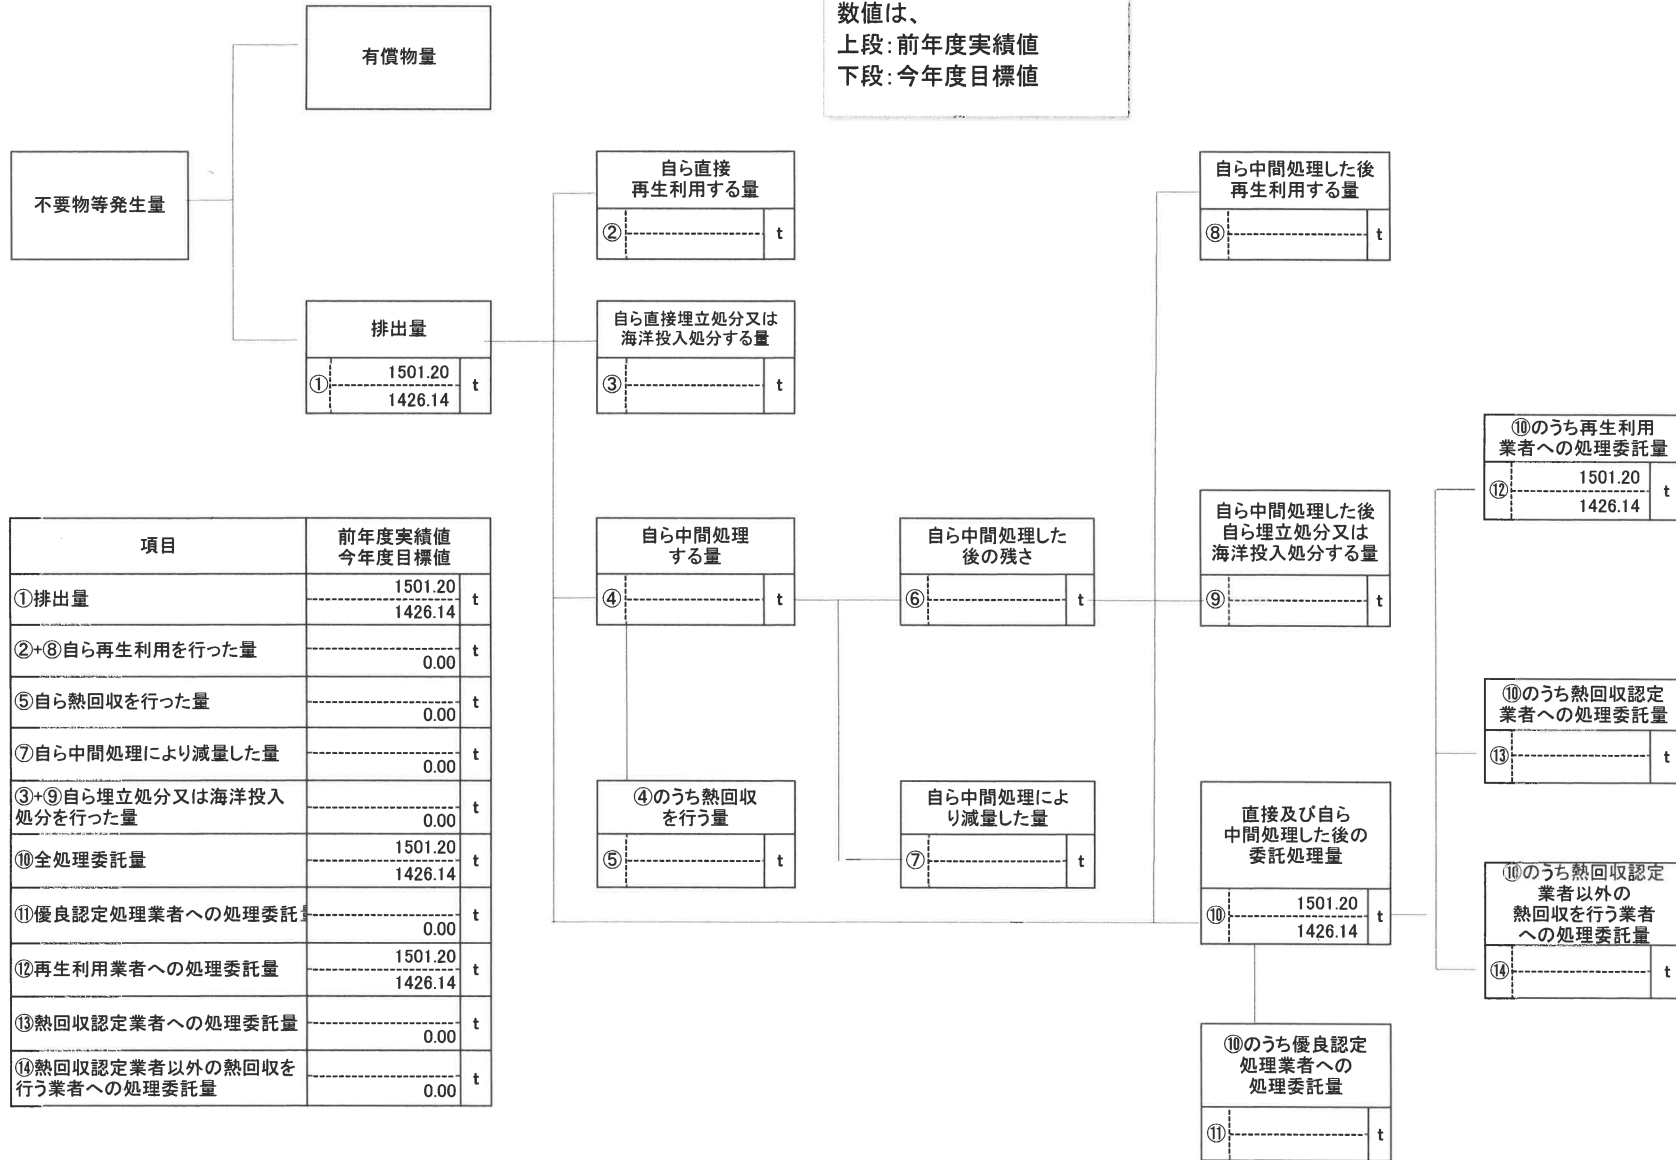 数値は、
上段：前年度実績値
下段：今年度目標値
有償物量
不要物等発生量
排出量
①
1501.20
1426.14
t
自ら直接
再生利用する量
②
t
自ら直接埋立処分又は
海洋投入処分する量
③
t
自ら中間処理した後
再生利用する量
⑧
t
自ら中間処理
する量
④
t
自ら中間処理した
後の残さ
⑥
t
自ら中間処理した後
自ら埋立処分又は
海洋投入処分する量
⑨
t
④のうち熱回収
を行う量
⑤
t
自ら中間処理によ
り減量した量
⑦
t
直接及び自ら
中間処理した後の
委託処理量
⑩
1501.20
1426.14
t
⑩のうち優良認定
処理業者への
処理委託量
⑪
t
⑩のうち再生利用
業者への処理委託量
⑫
1501.20
1426.14
t
⑩のうち熱回収認定
業者への処理委託量
⑬
t
⑩のうち熱回収認定
業者以外の
熱回収を行う業者
への処理委託量
⑭
t
項目
前年度実績値
今年度目標値
①排出量
1501.20
1426.14
t
②+⑧自ら再生利用を行った量
0.00
t
⑤自ら熱回収を行った量
0.00
t
⑦自ら中間処理により減量した量
0.00
t
③+⑨自ら埋立処分又は海洋投入
処分を行った量
0.00
t
⑩全処理委託量
1501.20
1426.14
t
⑪優良認定処理業者への処理委託
0.00
t
⑫再生利用業者への処理委託量
1501.20
1426.14
t
⑬熱回収認定業者への処理委託量
0.00
t
⑭熱回収認定業者以外の熱回収を
行う業者への処理委託量
0.00
t